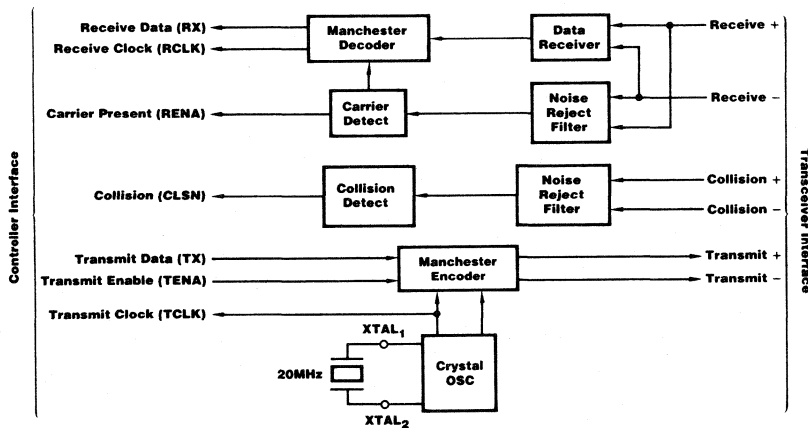 Receive Data (RX)
Receive Clock (RCLK)
Manchester
Decoder
Data
Receiver
Receive +
Receive −
Carrier Present (RENA)
Carrier
Detect
Noise
Reject
Filter
Collision (CLSN)
Collision
Detect
Noise
Reject
Filter
Collision +
Collision −
Controller Interface
Transceiver Interface
Transmit Data (TX)
Transmit Enable (TENA)
Manchester
Encoder
Transmit +
Transmit −
Transmit Clock (TCLK)
XTAL1
20MHz
Crystal
OSC
XTAL2